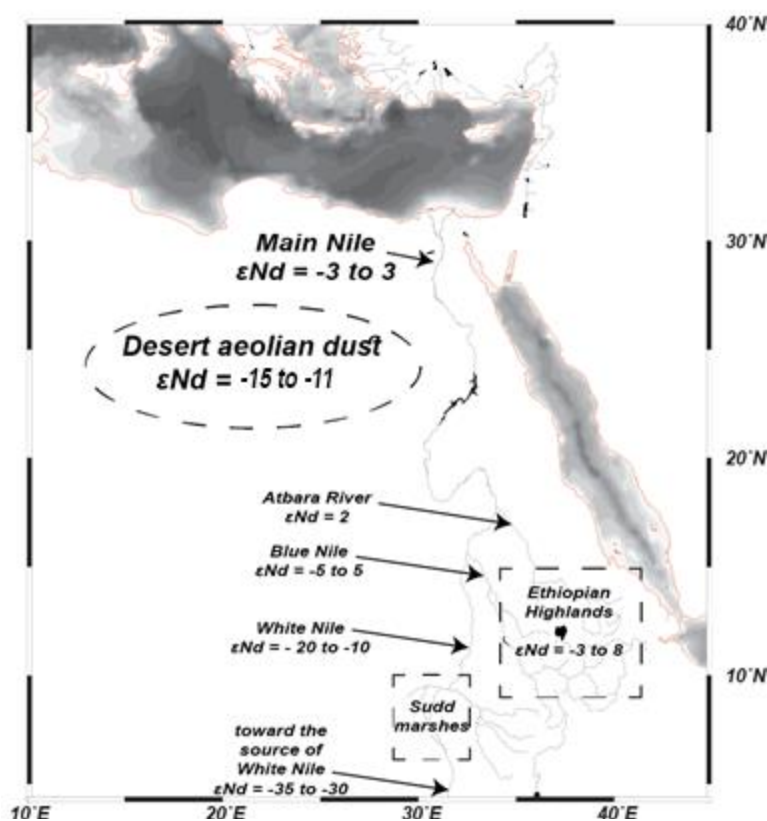 40°N
Main Nile
εNd = -3 to 3
30°N
Desert aeolian dust
εNd = -15 to -11
20°N
Atbara River
εNd = 2
Blue Nile
εNd = -5 to 5
Ethiopian
Highlands
εNd = -3 to 8
White Nile
εNd = - 20 to -10
10°N
Sudd
marshes
toward the
source of
White Nile
εNd = -35 to -30
10°E
20°E
30°E
40°E